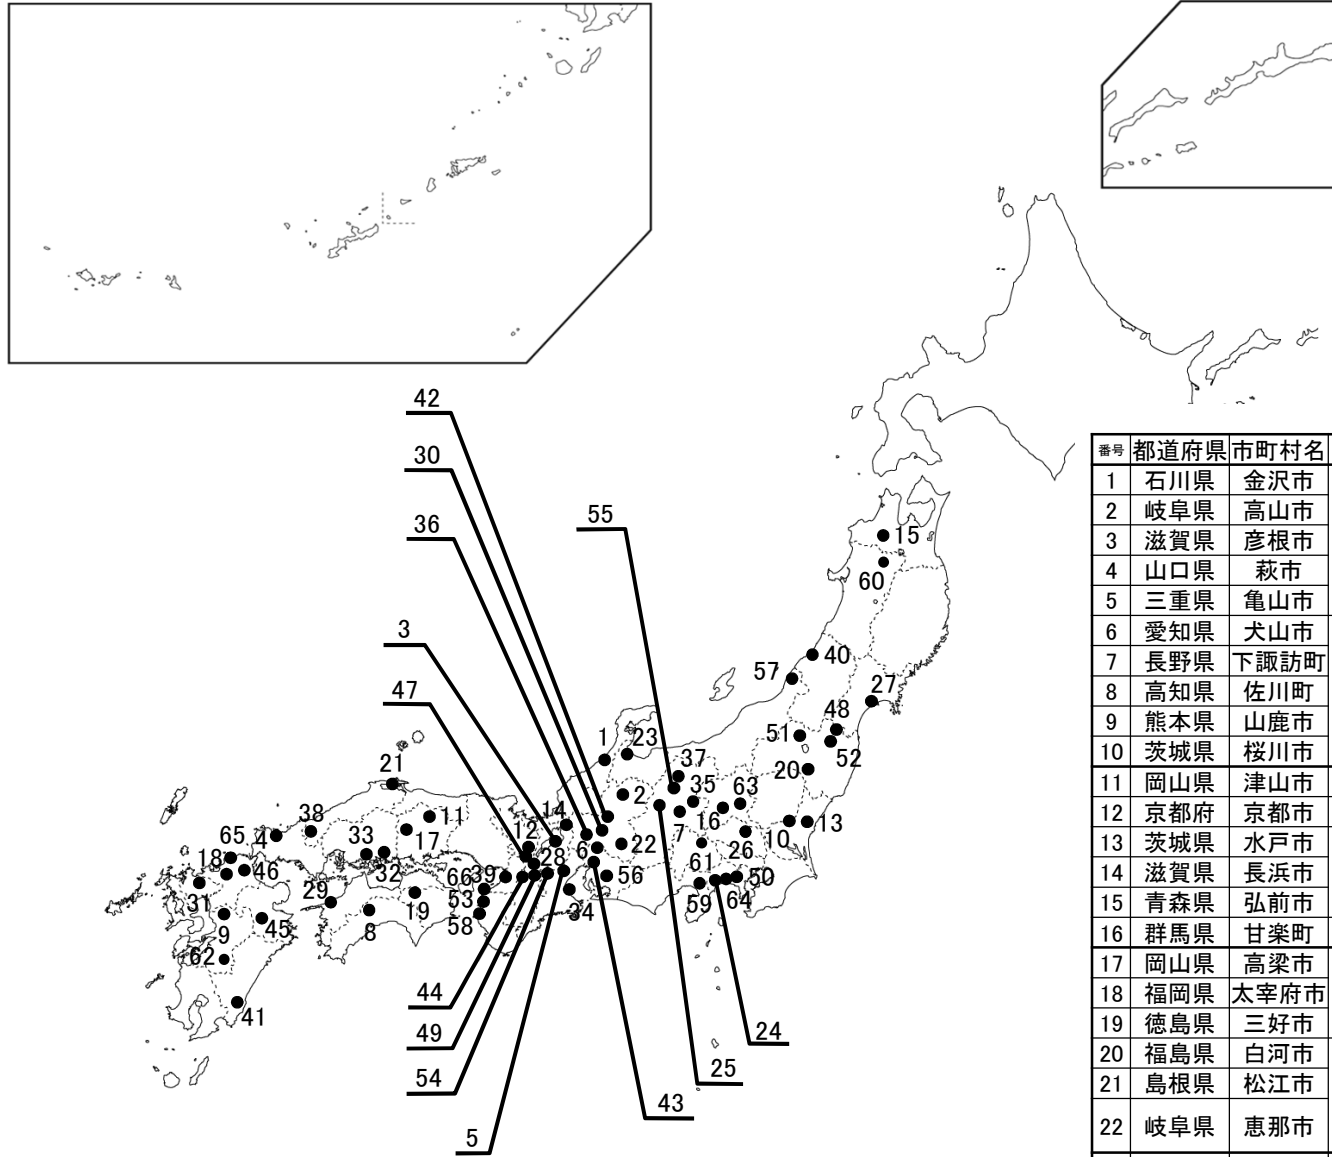 42
30
36
55
15
60
3
40
57
27
47
48
1
23
51
52
37
21
20
2
35
63
14
11
38
16
12
7
10
13
65
4
33
17
6
22
26
28
18
46
66
39
61
32
56
50
31
29
53
34
59
64
19
9
45
8
58
62
44
41
49
24
54
25
43
5
番号 都道府県 市町村名
1 石川県 金沢市
2 岐阜県 高山市
3 滋賀県 彦根市
4 山口県 萩市
5 三重県 亀山市
6 愛知県 犬山市
7 長野県 下諏訪町
8 高知県 佐川町
9 熊本県 山鹿市
10 茨城県 桜川市
11 岡山県 津山市
12 京都府 京都市
13 茨城県 水戸市
14 滋賀県 長浜市
15 青森県 弘前市
16 群馬県 甘楽町
17 岡山県 高梁市
18 福岡県 太宰府市
19 徳島県 三好市
20 福島県 白河市
21 島根県 松江市
22 岐阜県 恵那市